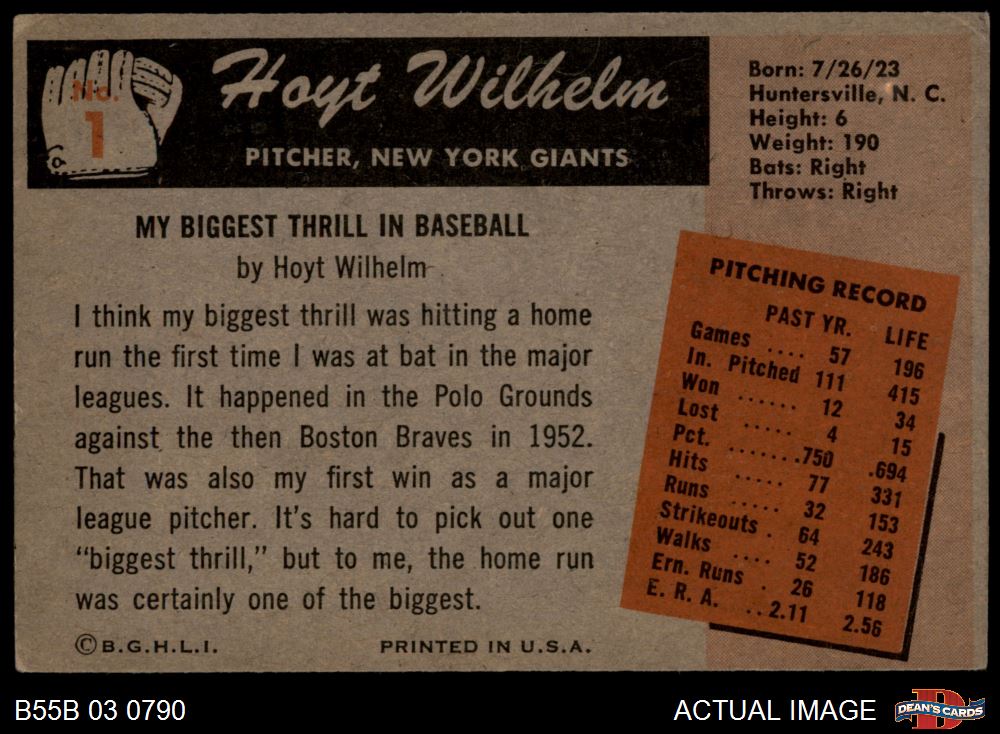 No.
1
Hoyt Wilhelm
PITCHER, NEW YORK GIANTS
Born: 7/26/23
Huntersville, N. C.
Height: 6
Weight: 190
Bats: Right
Throws: Right
MY BIGGEST THRILL IN BASEBALL
by Hoyt Wilhelm
I think my biggest thrill was hitting a home
run the first time I was at bat in the major
leagues. It happened in the Polo Grounds
against the then Boston Braves in 1952.
That was also my first win as a major
league pitcher. It's hard to pick out one
"biggest thrill," but to me, the home run
was certainly one of the biggest.
©B.G.H.L.I. PRINTED IN U.S.A.
PITCHING RECORD
PAST YR. LIFE
Games .... 57 196
In. Pitched 111 415
Won ...... 12 34
Lost ..... 4 15
Pct. .......750 .694
Hits ..... 77 331
Runs ..... 32 153
Strikeouts . 64 243
Walks .... 52 186
Ern. Runs . 26 118
E. R. A. ..2.11 2.56
B55B 03 0790
ACTUAL IMAGE
D
DEAN'S CARDS